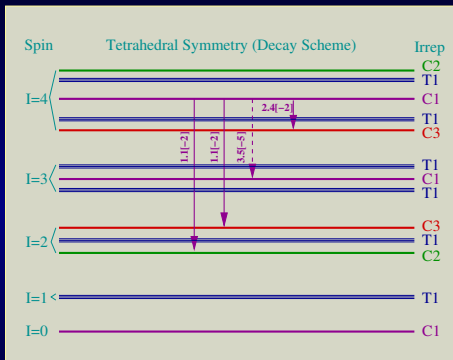 Spin Tetrahedral Symmetry (Decay Scheme) Irrep
C2
T1
I=4 C1
2.4[−2]
T1
C3
1.1[−2] 1.1[−2] 3.5[−5]
T1
I=3 C1
T1
C3
I=2 T1
C2
I=1 T1
I=0 C1